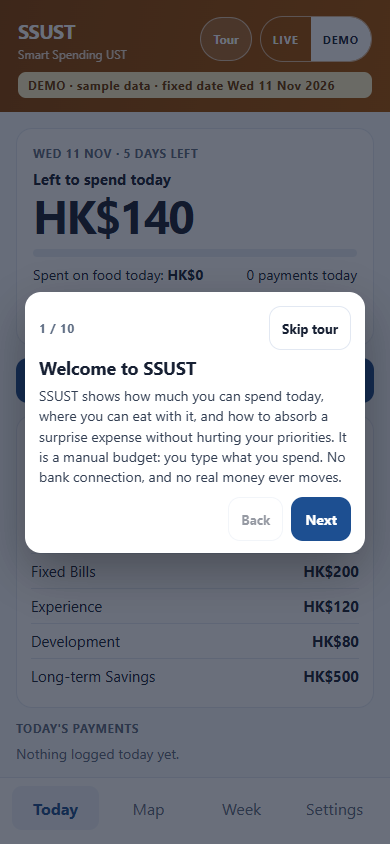 SSUST
Smart Spending UST
Tour
LIVE
DEMO
DEMO · sample data · fixed date Wed 11 Nov 2026
WED 11 NOV · 5 DAYS LEFT
Left to spend today
HK$140
Spent on food today: HK$0
0 payments today
1 / 10
Skip tour
Welcome to SSUST
SSUST shows how much you can spend today,
where you can eat with it, and how to absorb a
surprise expense without hurting your priorities. It
is a manual budget: you type what you spend. No
bank connection, and no real money ever moves.
Back
Next
Fixed Bills HK$200
Experience HK$120
Development HK$80
Long-term Savings HK$500
TODAY'S PAYMENTS
Nothing logged today yet.
Today Map Week Settings